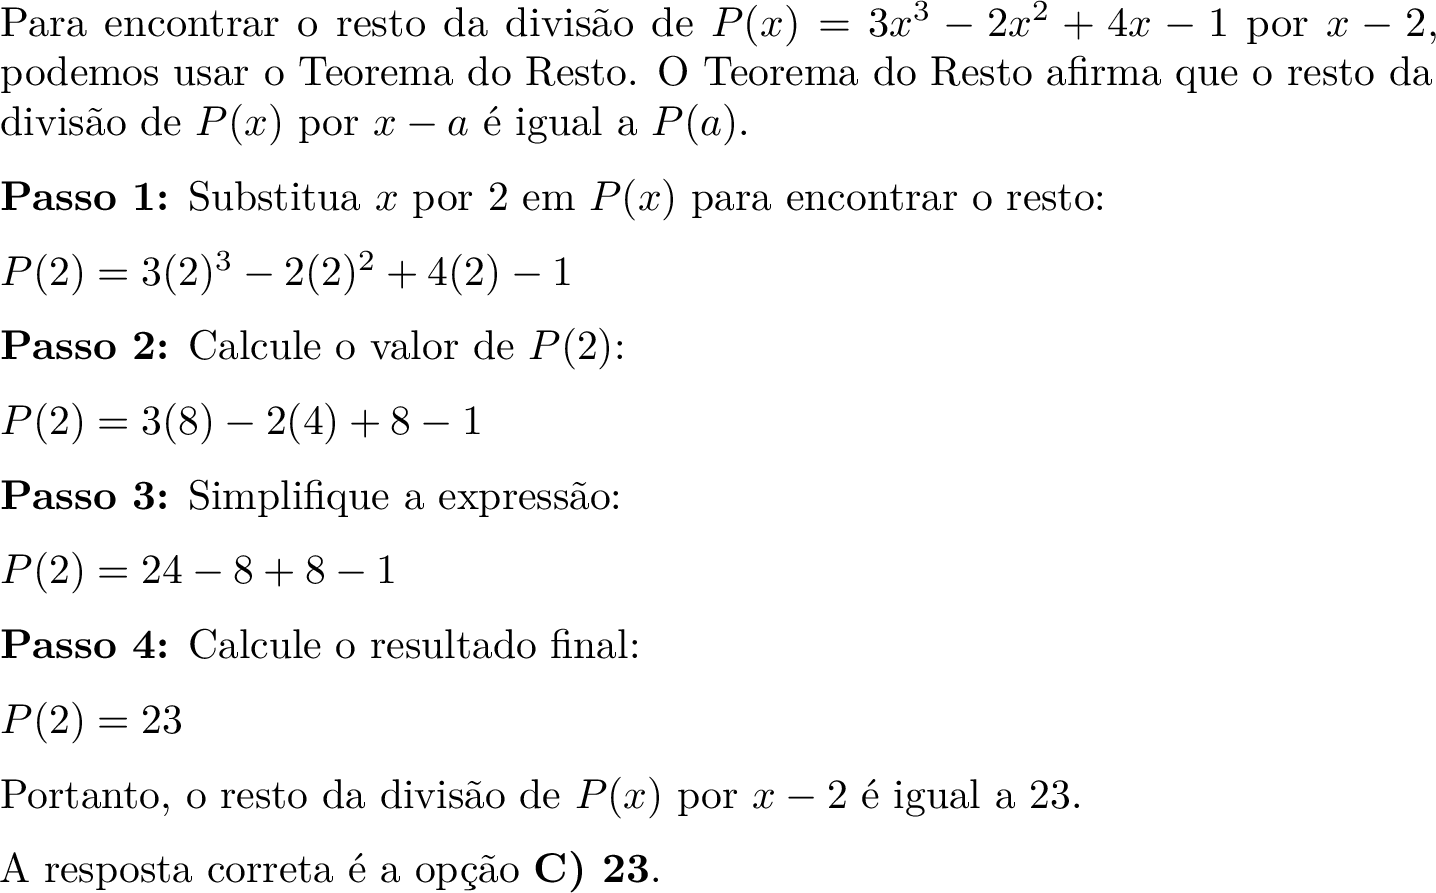 Para encontrar o resto da divisão de P(x) = 3x³ − 2x² + 4x − 1 por x − 2,
podemos usar o Teorema do Resto. O Teorema do Resto afirma que o resto da
divisão de P(x) por x − a é igual a P(a).
Passo 1: Substitua x por 2 em P(x) para encontrar o resto:
P(2) = 3(2)³ − 2(2)² + 4(2) − 1
Passo 2: Calcule o valor de P(2):
P(2) = 3(8) − 2(4) + 8 − 1
Passo 3: Simplifique a expressão:
P(2) = 24 − 8 + 8 − 1
Passo 4: Calcule o resultado final:
P(2) = 23
Portanto, o resto da divisão de P(x) por x − 2 é igual a 23.
A resposta correta é a opção C) 23.